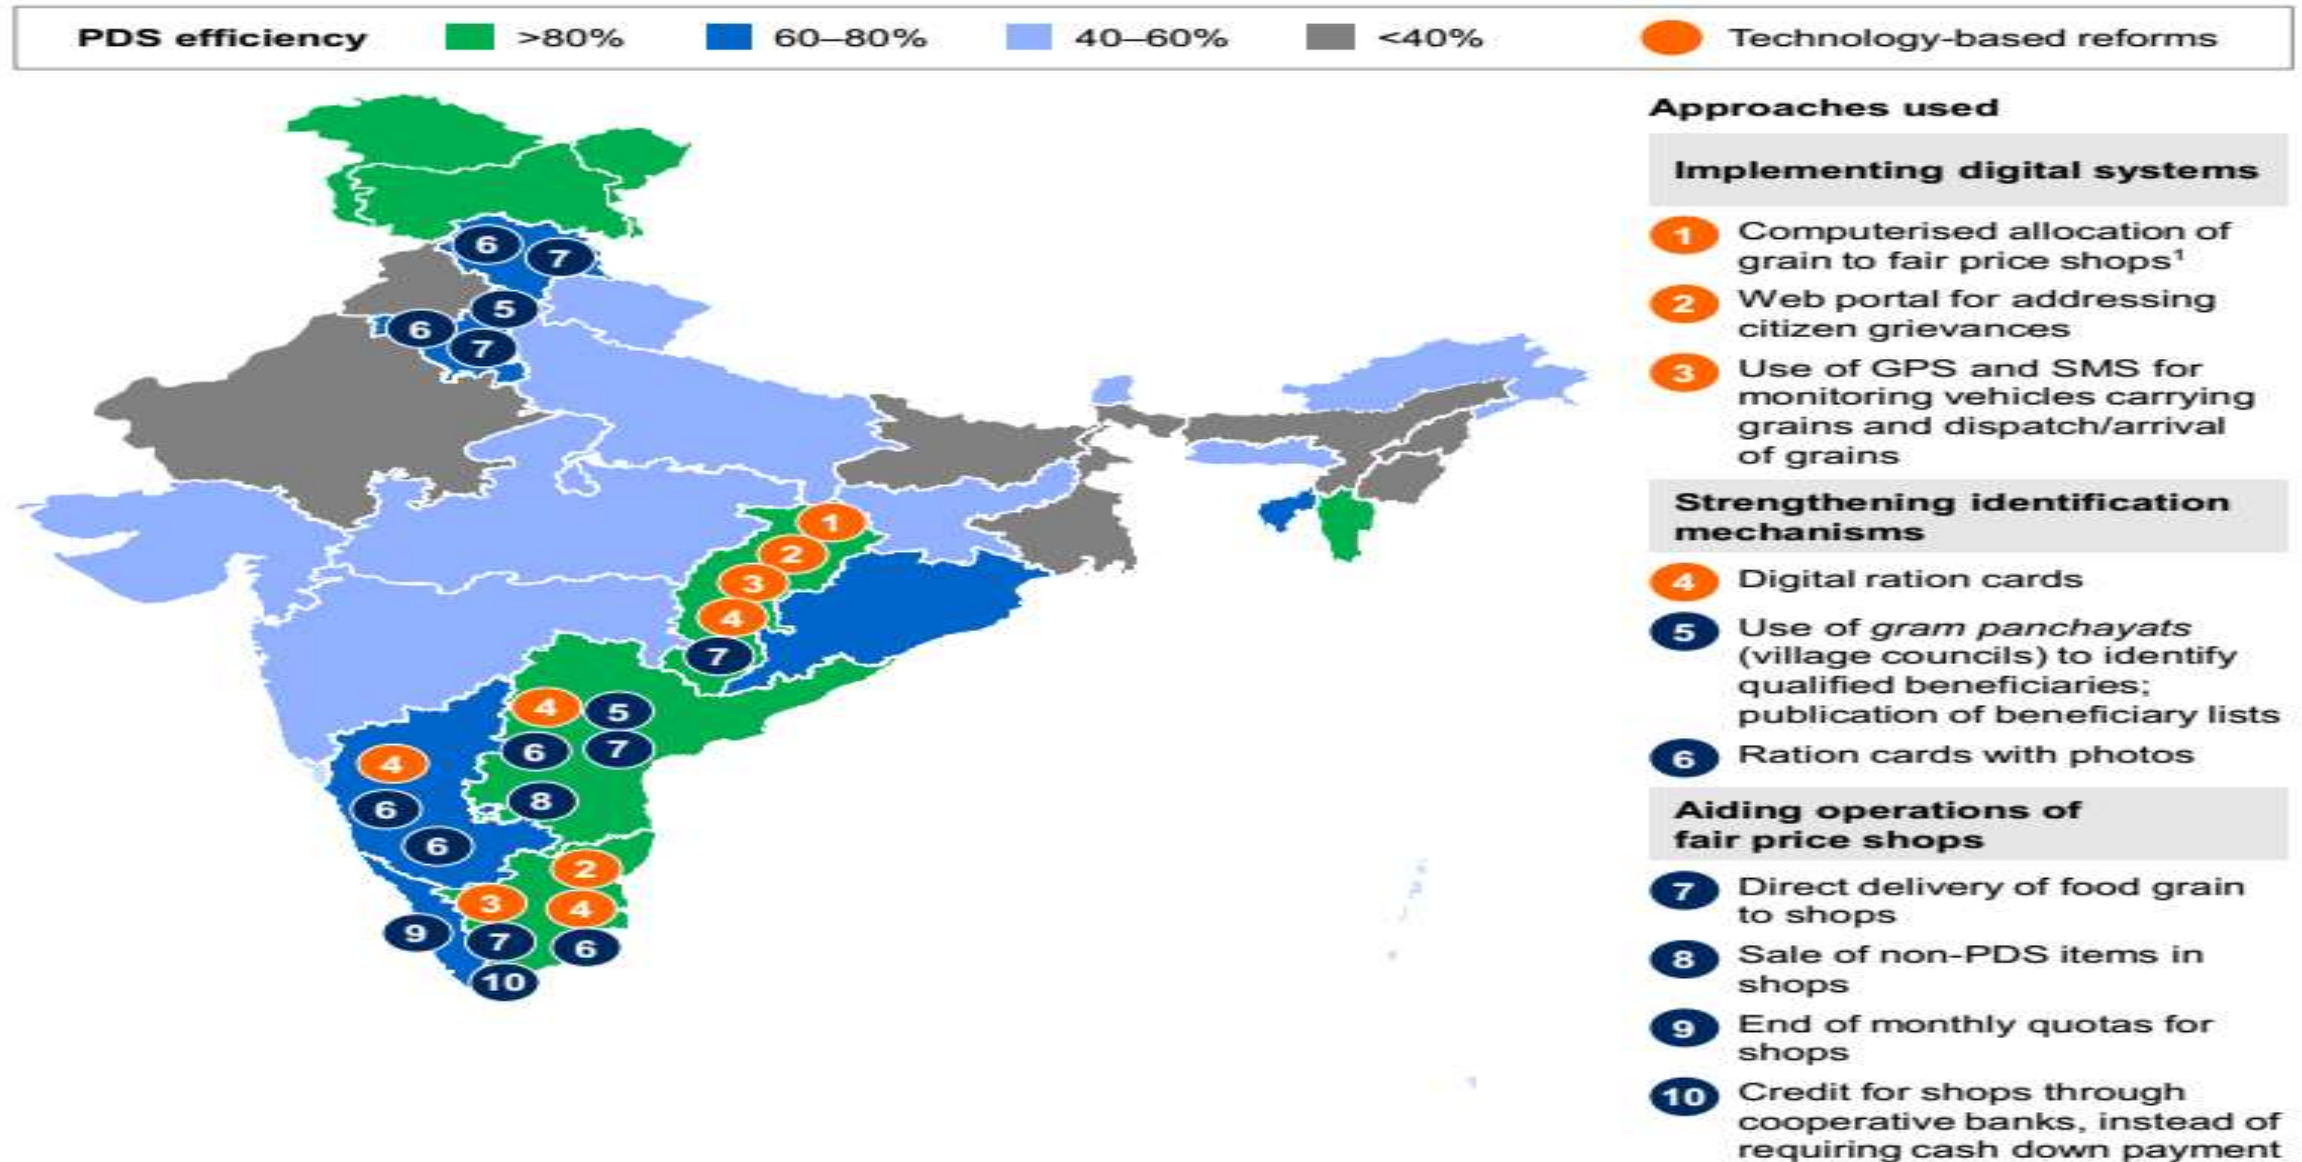 PDS efficiency >80% 60–80% 40–60% <40% Technology-based reforms
Approaches used
Implementing digital systems
1 Computerised allocation of
grain to fair price shops¹
2 Web portal for addressing
citizen grievances
3 Use of GPS and SMS for
monitoring vehicles carrying
grains and dispatch/arrival
of grains
Strengthening identification
mechanisms
4 Digital ration cards
5 Use of gram panchayats
(village councils) to identify
qualified beneficiaries;
publication of beneficiary lists
6 Ration cards with photos
Aiding operations of
fair price shops
7 Direct delivery of food grain
to shops
8 Sale of non-PDS items in
shops
9 End of monthly quotas for
shops
10 Credit for shops through
cooperative banks, instead of
requiring cash down payment
6 7
5
6
7
1
2
3
4
7
4 5
6 7
8
4
6
6
2
3 4
9 7 6
10